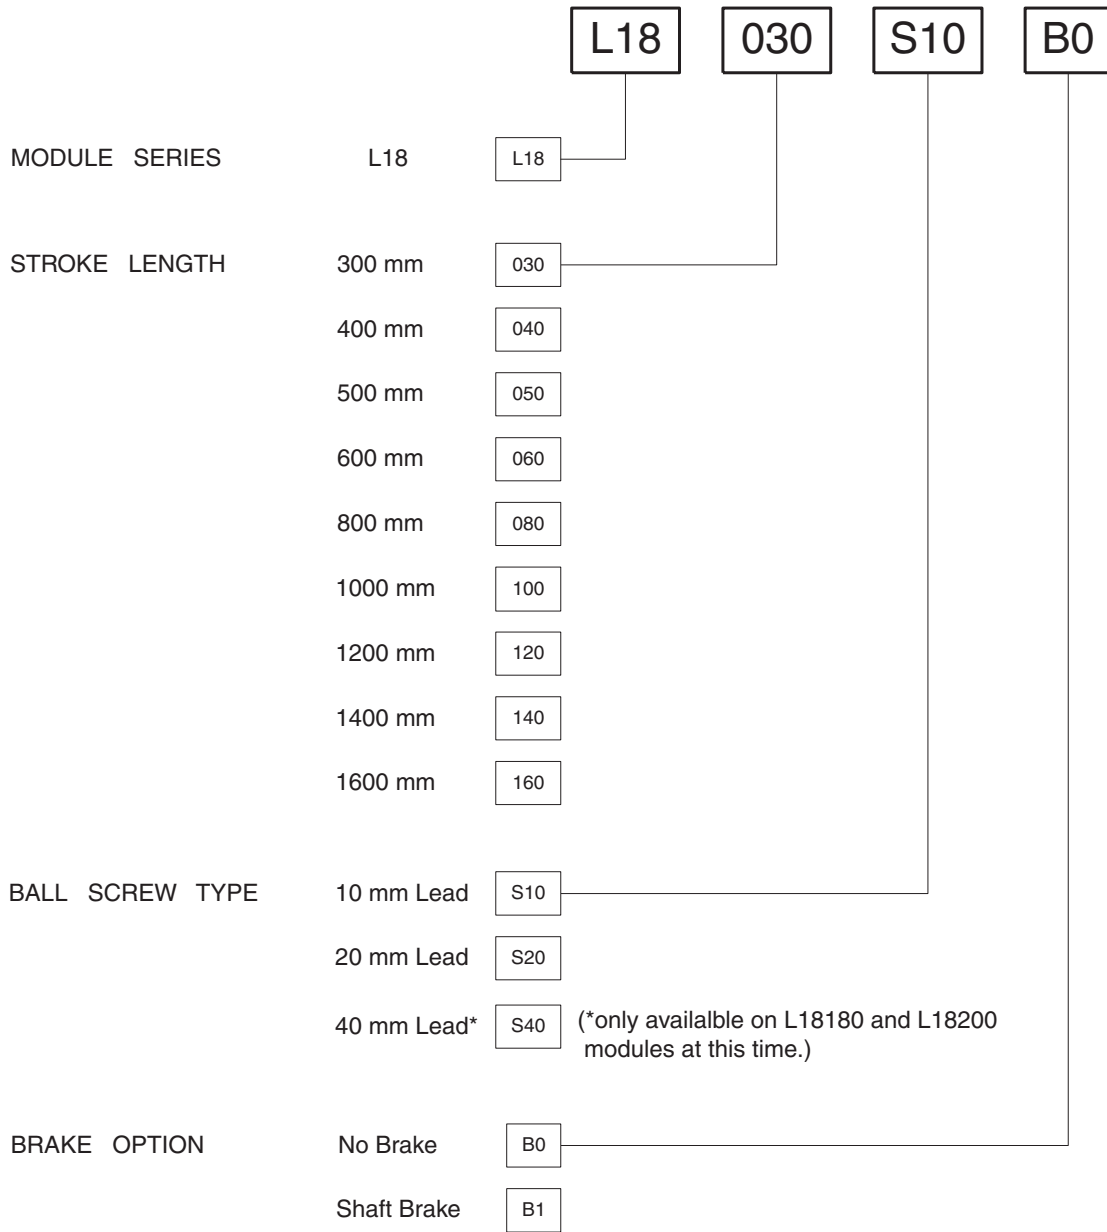 L18 030 S10 B0
MODULE SERIES L18 L18
STROKE LENGTH 300 mm 030
400 mm 040
500 mm 050
600 mm 060
800 mm 080
1000 mm 100
1200 mm 120
1400 mm 140
1600 mm 160
BALL SCREW TYPE 10 mm Lead S10
20 mm Lead S20
40 mm Lead* S40 (*only availalble on L18180 and L18200
modules at this time.)
BRAKE OPTION No Brake B0
Shaft Brake B1